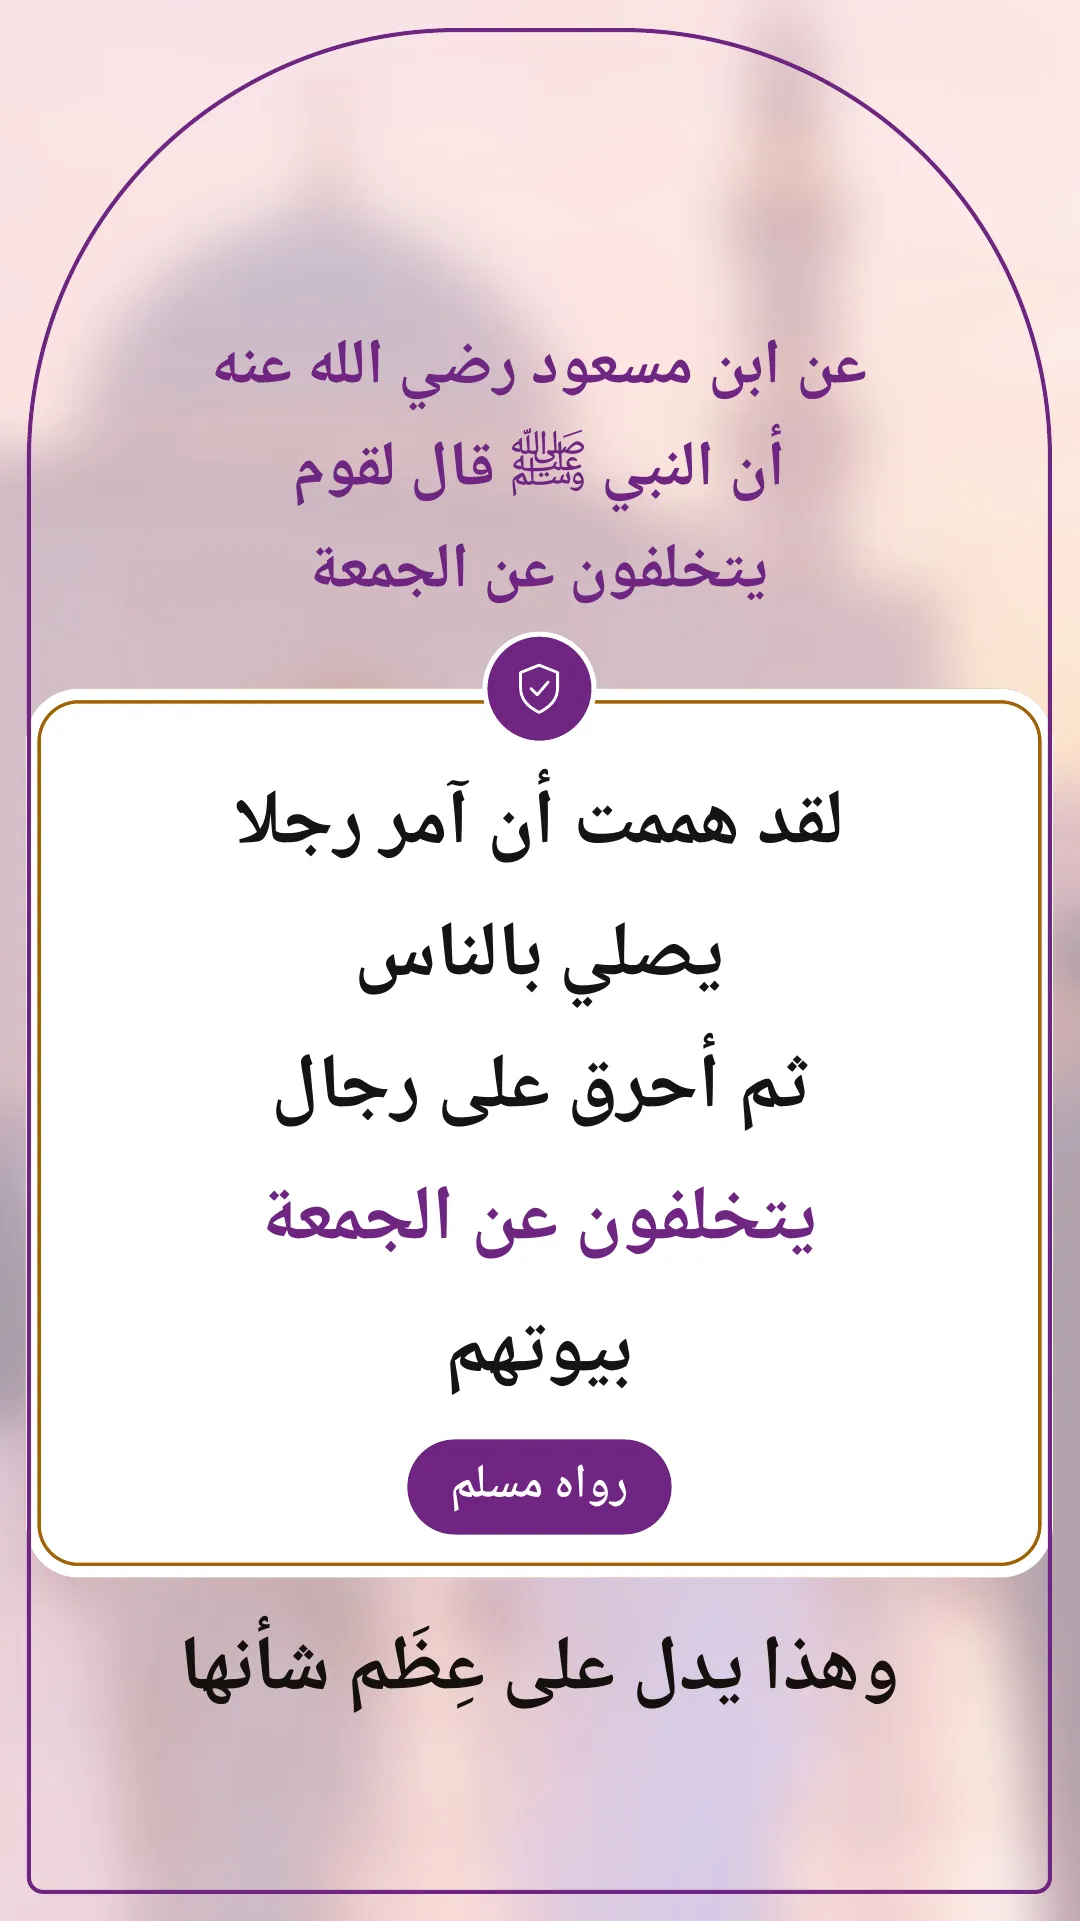 عن ابن مسعود رضي الله عنه
أن النبي ﷺ قال لقوم
يتخلفون عن الجمعة
لقد هممت أن آمر رجلا
يصلي بالناس
ثم أحرق على رجال
يتخلفون عن الجمعة
بيوتهم
رواه مسلم
وهذا يدل على عِظَم شأنها